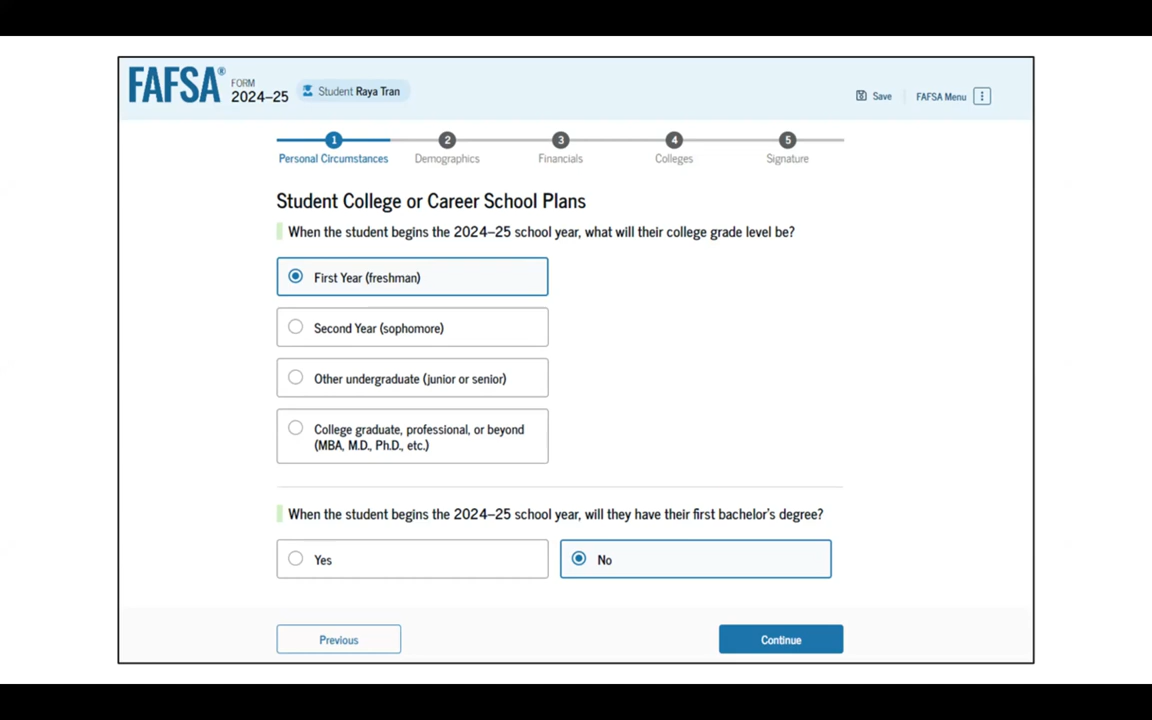 FAFSA®
FORM
2024–25
Student Raya Tran
Save
FAFSA Menu
1
2
3
4
5
Personal Circumstances
Demographics
Financials
Colleges
Signature
Student College or Career School Plans
When the student begins the 2024–25 school year, what will their college grade level be?
First Year (freshman)
Second Year (sophomore)
Other undergraduate (junior or senior)
College graduate, professional, or beyond
(MBA, M.D., Ph.D., etc.)
When the student begins the 2024–25 school year, will they have their first bachelor's degree?
Yes
No
Previous
Continue